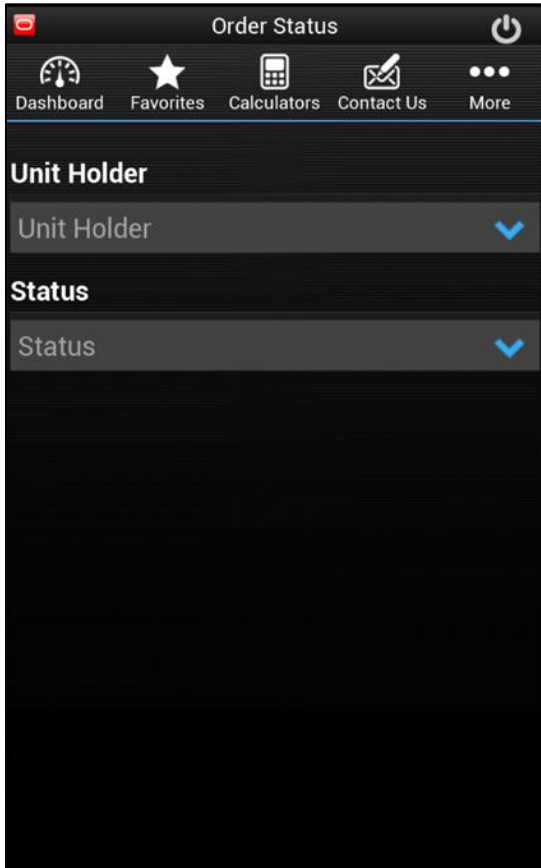 Order Status
Dashboard Favorites Calculators Contact Us More
Unit Holder
Unit Holder
Status
Status